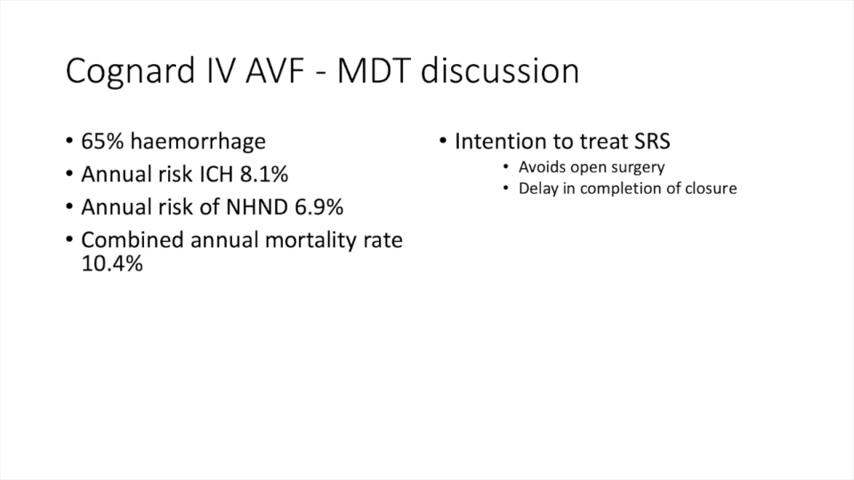 Cognard IV AVF - MDT discussion
• 65% haemorrhage
• Annual risk ICH 8.1%
• Annual risk of NHND 6.9%
• Combined annual mortality rate
10.4%
• Intention to treat SRS
• Avoids open surgery
• Delay in completion of closure